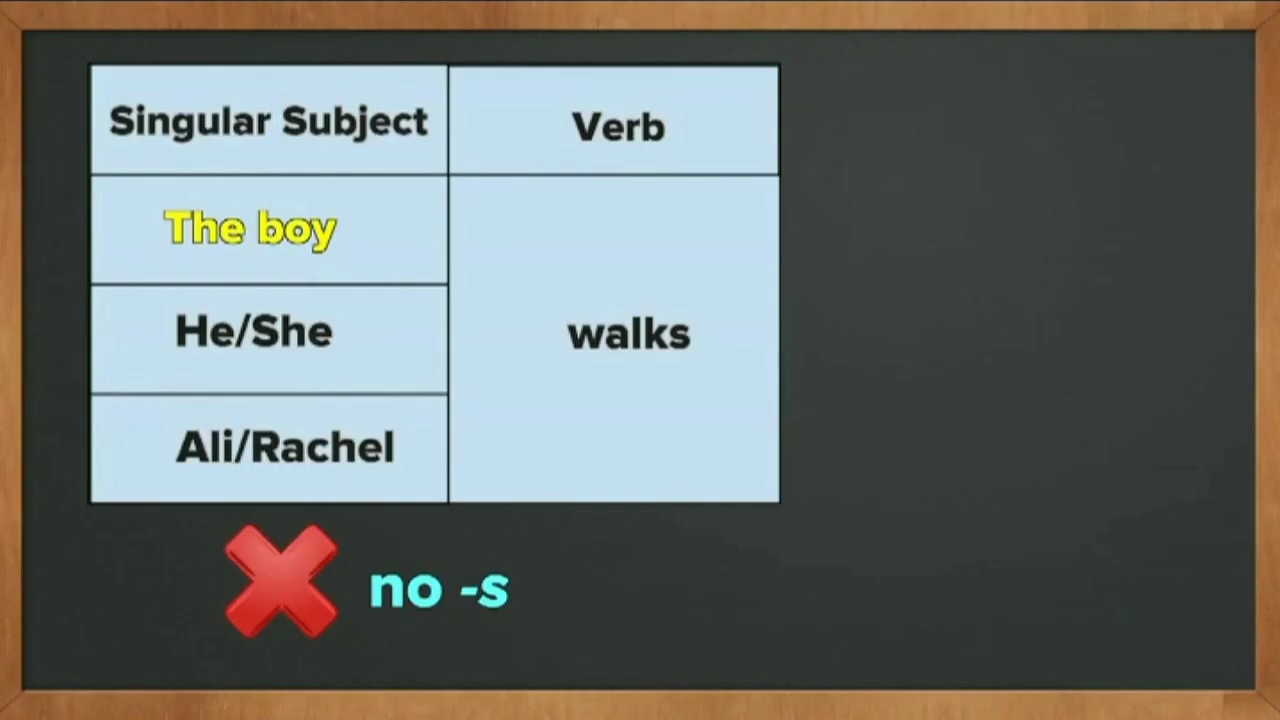 Singular Subject
Verb
The boy
He/She
walks
Ali/Rachel
no -s